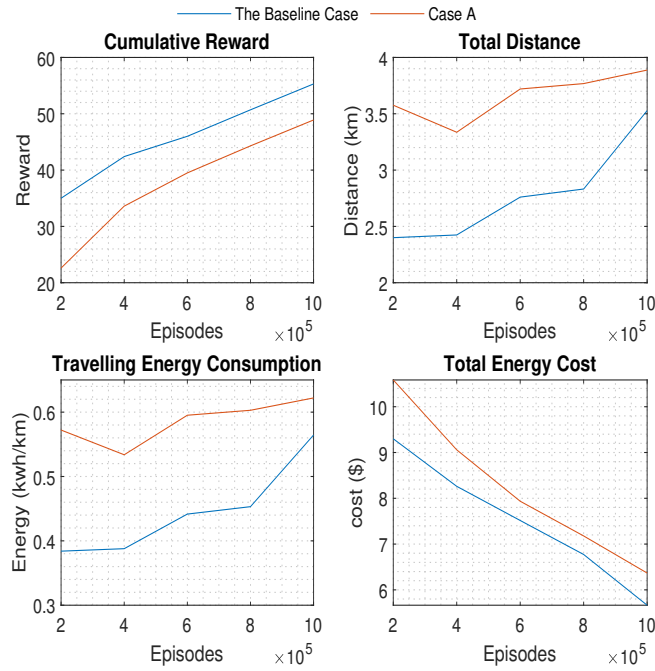 The Baseline Case Case A
Cumulative Reward
60
50
40
30
20
Reward
2 4 6 8 10
Episodes ×10^5
Total Distance
4
3.5
3
2.5
2
Distance (km)
2 4 6 8 10
Episodes ×10^5
Travelling Energy Consumption
0.6
0.5
0.4
0.3
Energy (kwh/km)
2 4 6 8 10
Episodes ×10^5
Total Energy Cost
10
9
8
7
6
cost ($)
2 4 6 8 10
Episodes ×10^5